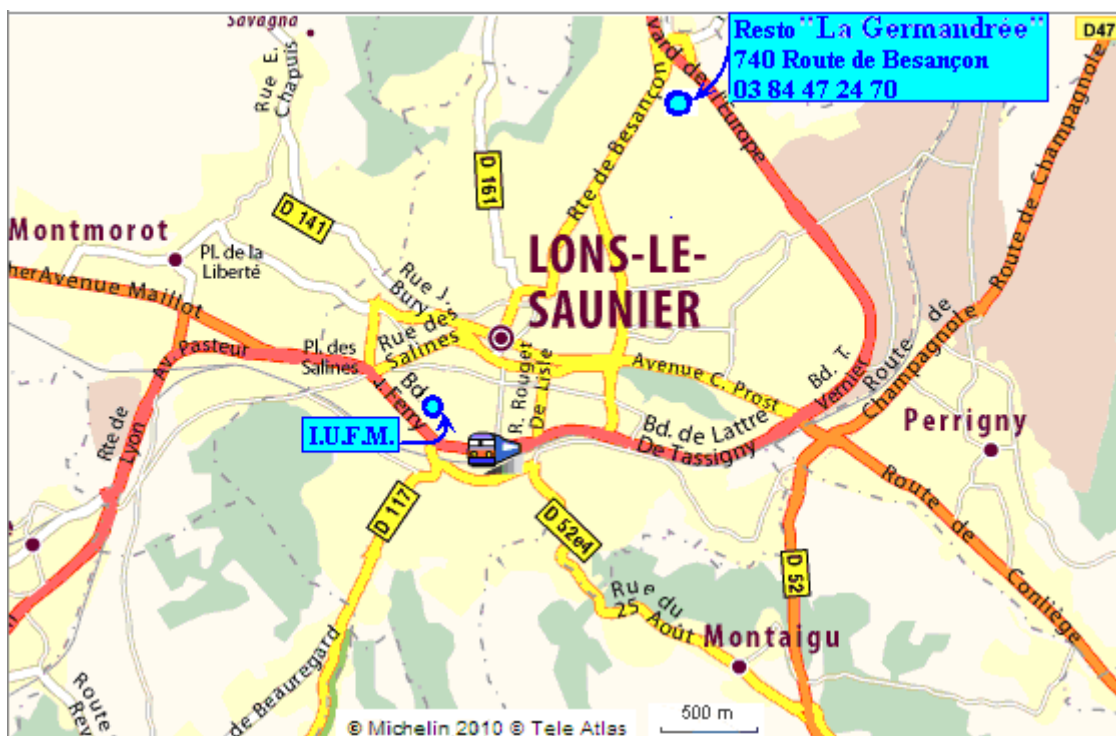 Savagna
Rue E.
Chapuis
Resto "La Germandrée"
740 Route de Besançon
03 84 47 24 70
D47
vard de l'Europe
Rte de Besançon
D 161
D 141
Montmorot
Pl. de la
Liberté
LONS-LE-
SAUNIER
Route de Champagnole
herAvenue Maillot
Rue J.
Bury
Rue des
Salines
Av. Pasteur
Pl. des
Salines
R. Rouget
De Lisle
Avenue C. Prost
Bd. T.
Vernier
Route de
Champagnole
Bd.
J. Ferry
I.U.F.M.
Bd. de Lattre
De Tassigny
Perrigny
Rte de
Lyon
D 117
D 52e4
D 52
Route de
Conliège
Rue du
25 Août
Montaigu
de Beauregard
Route
Rev
© Michelin 2010 © Tele Atlas
500 m